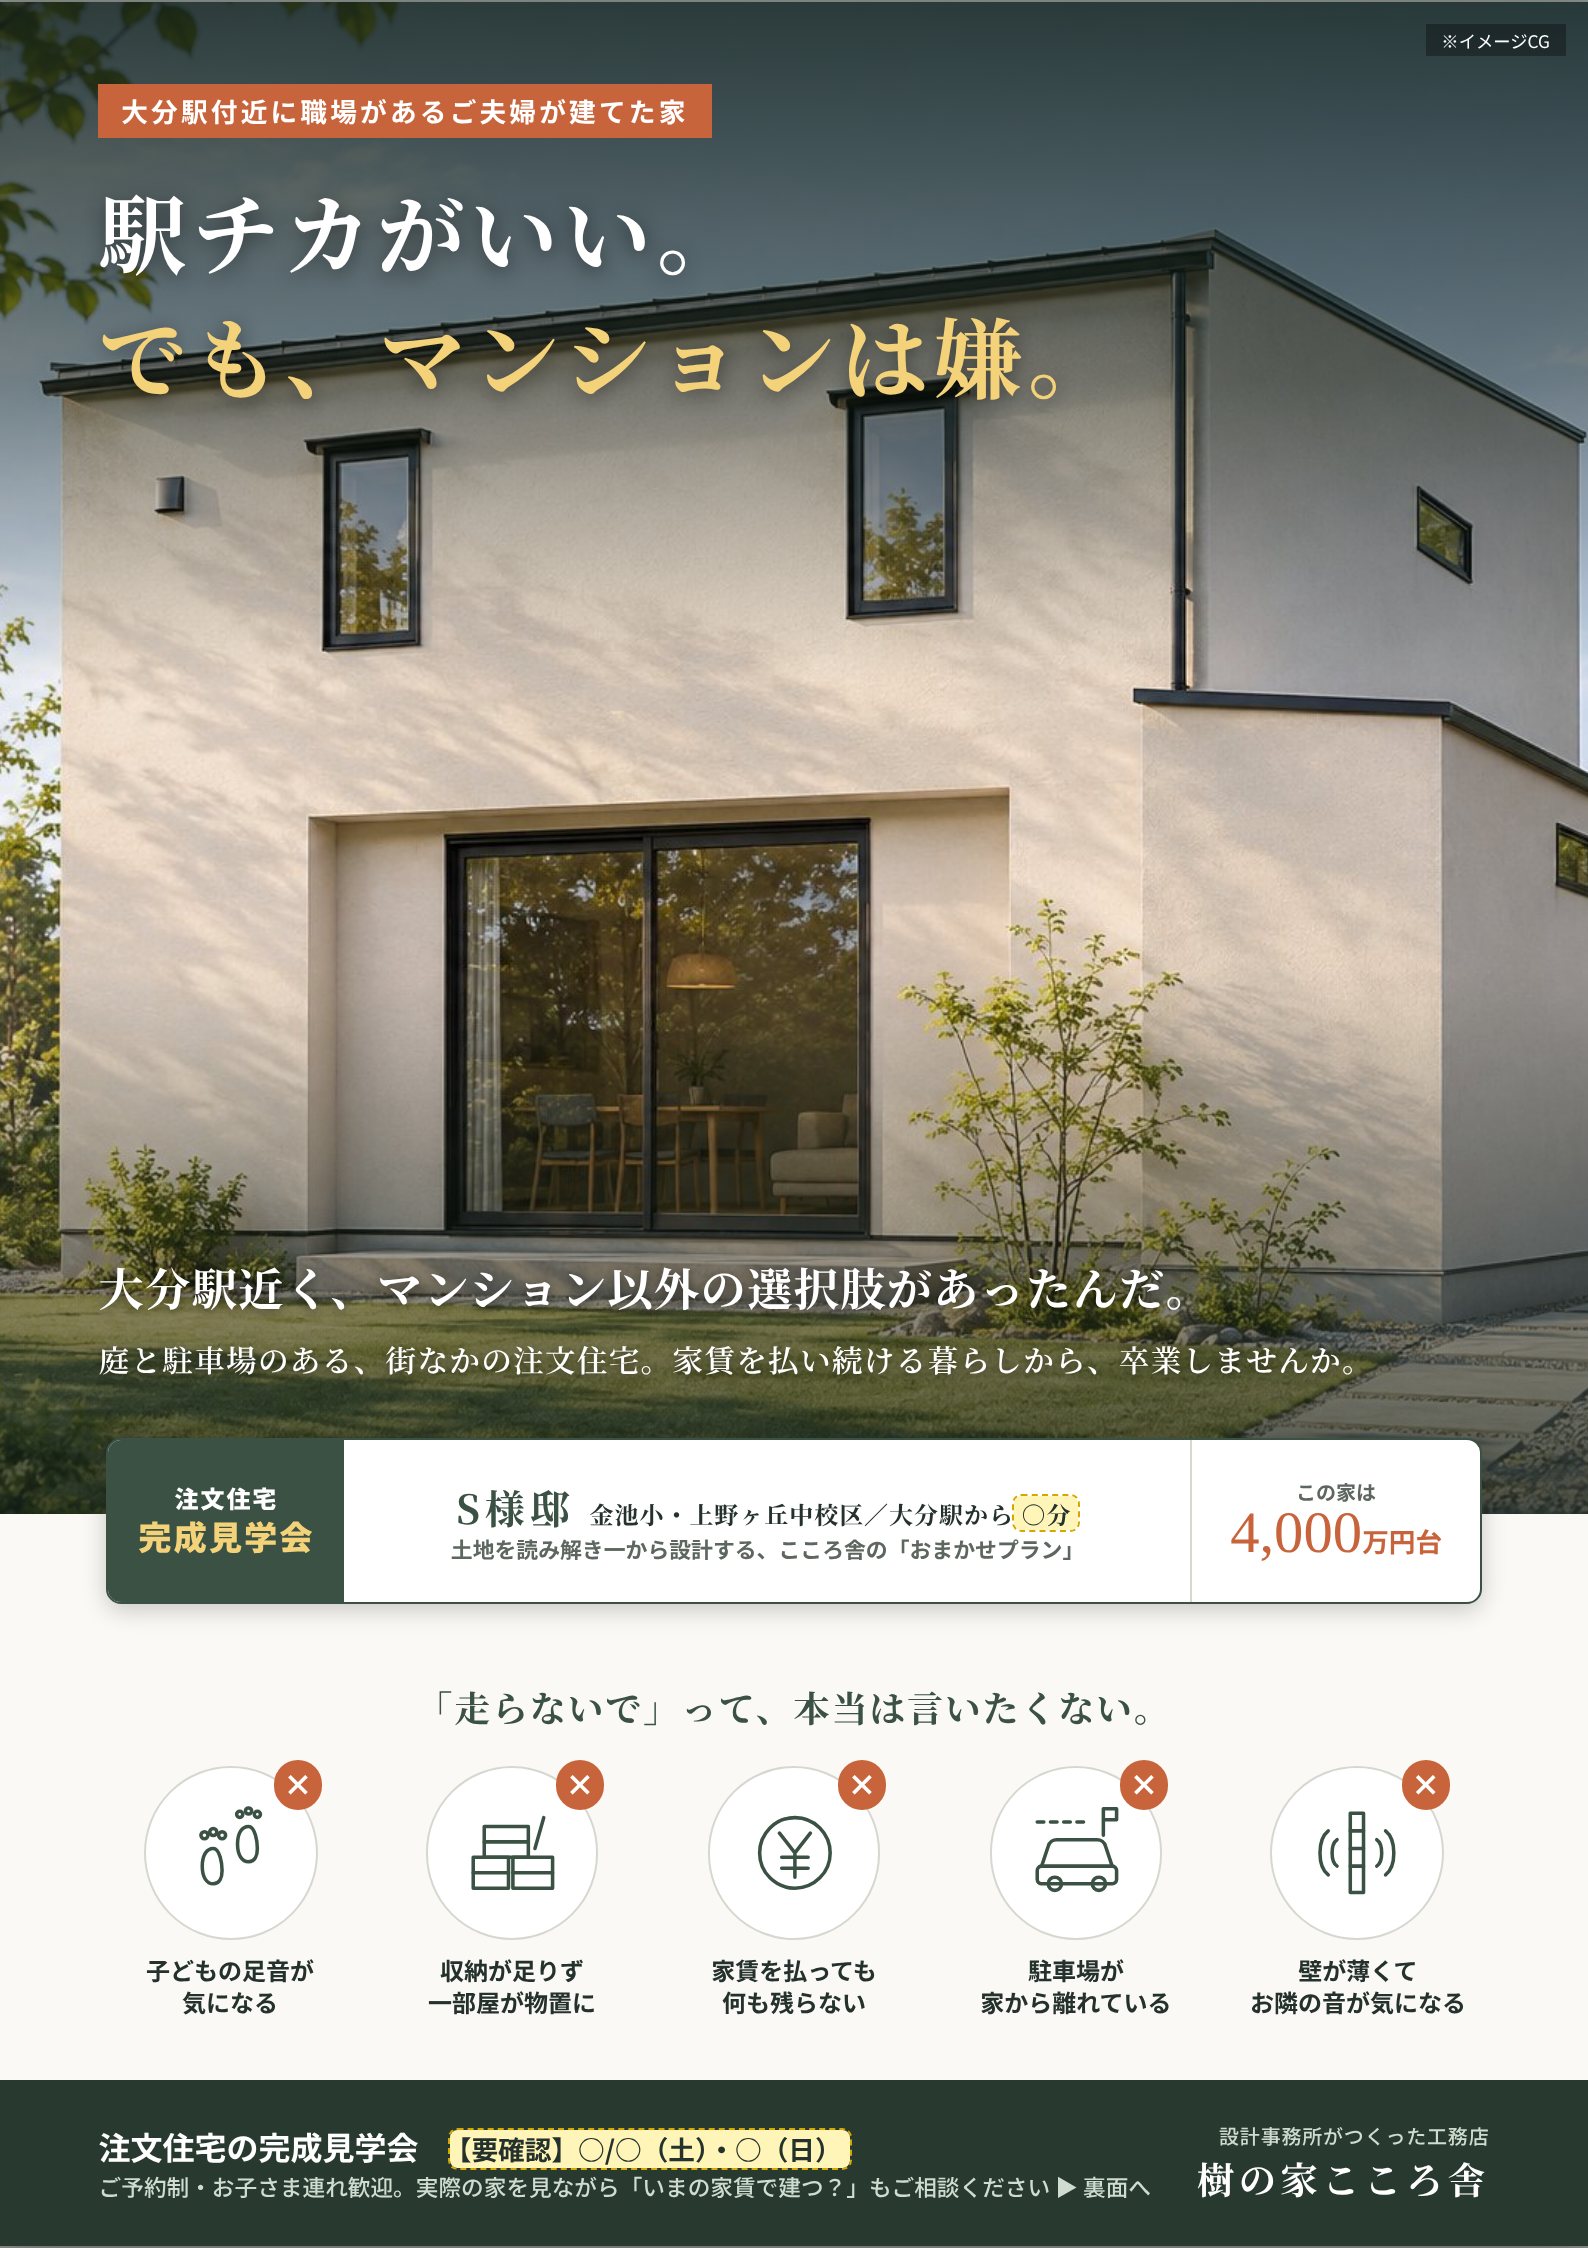 ※イメージCG
大分駅付近に職場があるご夫婦が建てた家
駅チカがいい。
でも、マンションは嫌。
大分駅近く、マンション以外の選択肢があったんだ。
庭と駐車場のある、街なかの注文住宅。家賃を払い続ける暮らしから、卒業しませんか。
注文住宅
完成見学会
S様邸 金池小・上野ヶ丘中校区／大分駅から〇分
土地を読み解き一から設計する、こころ舎の「おまかせプラン」
この家は
4,000万円台
「走らないで」って、本当は言いたくない。
子どもの足音が
気になる
収納が足りず
一部屋が物置に
家賃を払っても
何も残らない
駐車場が
家から離れている
壁が薄くて
お隣の音が気になる
注文住宅の完成見学会 【要確認】〇/〇（土）・〇（日）
ご予約制・お子さま連れ歓迎。実際の家を見ながら「いまの家賃で建つ？」もご相談ください ▶ 裏面へ
設計事務所がつくった工務店
樹の家こころ舎